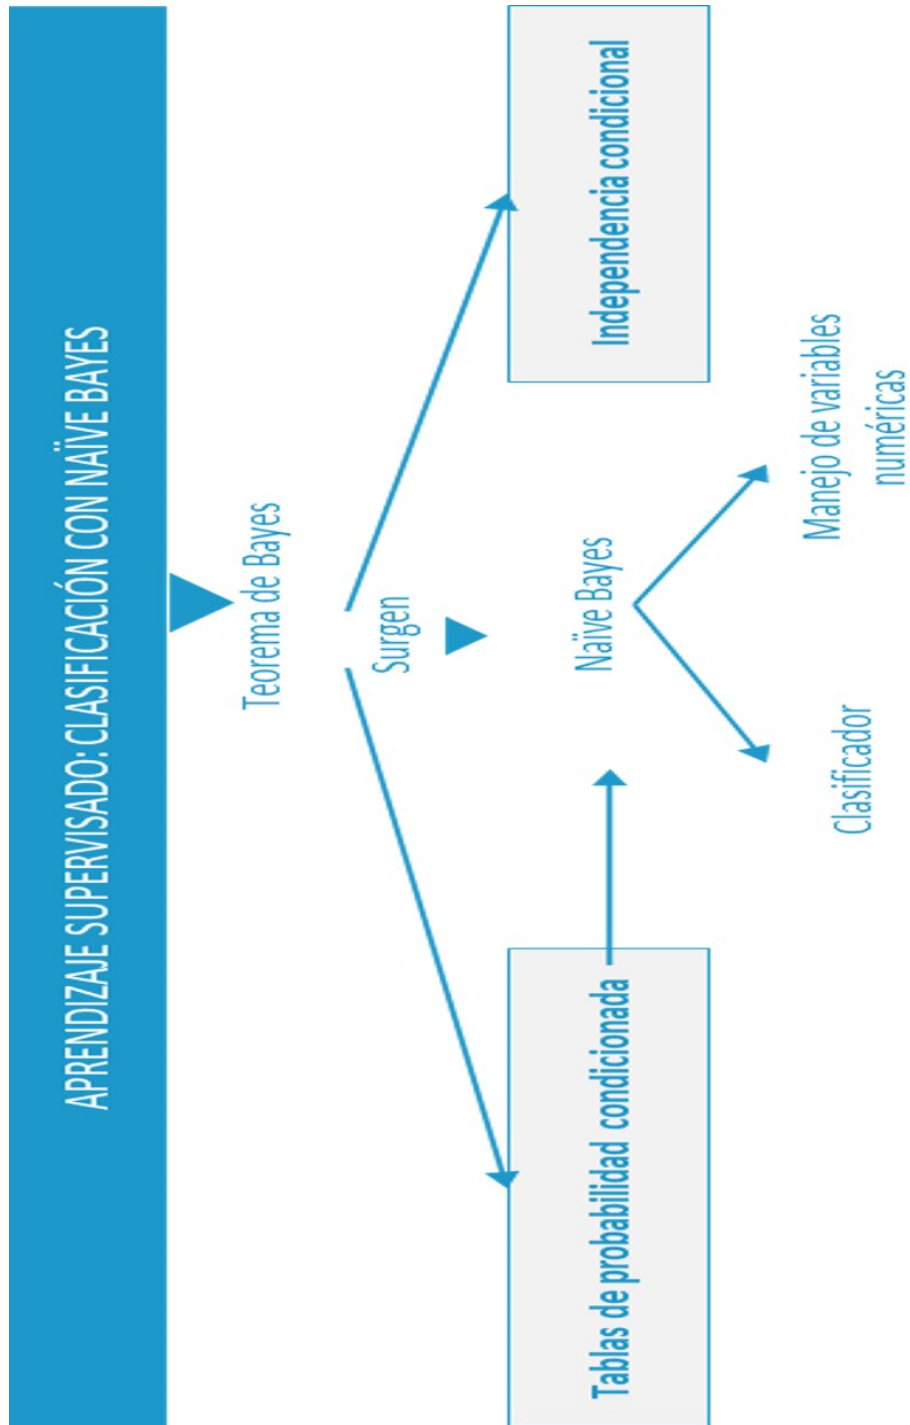 APRENDIZAJE SUPERVISADO: CLASIFICACIÓN CON NAÏVE BAYES
Teorema de Bayes
Surgen
Tablas de probabilidad condicionada
Naïve Bayes
Independencia condicional
Clasificador
Manejo de variables
numéricas